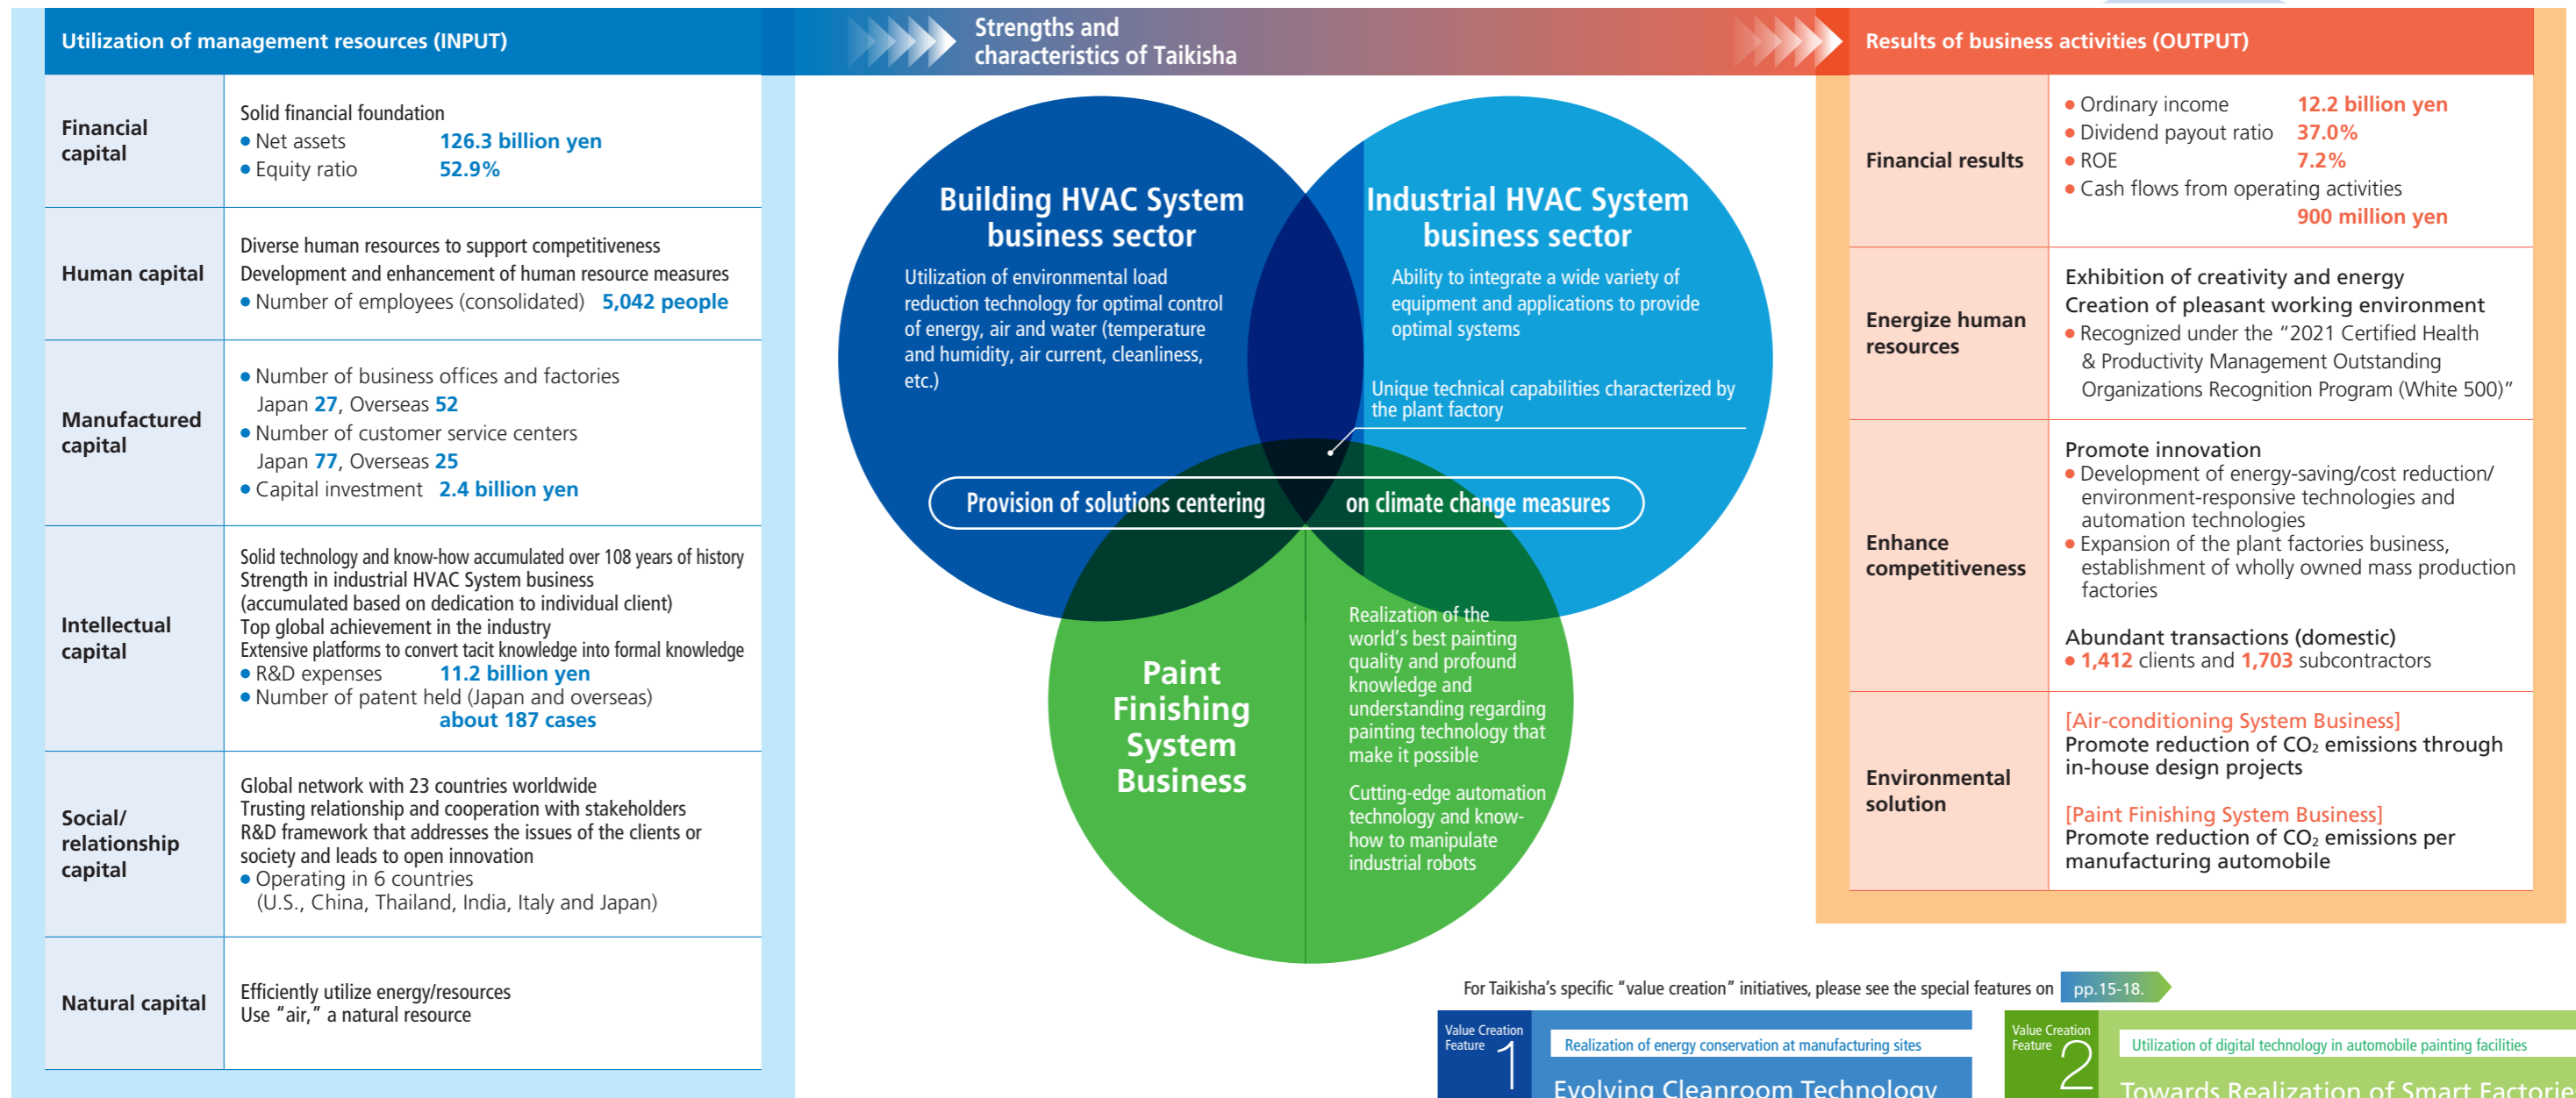 Utilization of management resources (INPUT)
Financial
capital
Solid financial foundation
● Net assets 126.3 billion yen
● Equity ratio 52.9%
Human capital
Diverse human resources to support competitiveness
Development and enhancement of human resource measures
● Number of employees (consolidated) 5,042 people
Manufactured
capital
● Number of business offices and factories
Japan 27, Overseas 52
● Number of customer service centers
Japan 77, Overseas 25
● Capital investment 2.4 billion yen
Intellectual
capital
Solid technology and know-how accumulated over 108 years of history
Strength in industrial HVAC System business
(accumulated based on dedication to individual client)
Top global achievement in the industry
Extensive platforms to convert tacit knowledge into formal knowledge
● R&D expenses 11.2 billion yen
● Number of patent held (Japan and overseas)
about 187 cases
Social/
relationship
capital
Global network with 23 countries worldwide
Trusting relationship and cooperation with stakeholders
R&D framework that addresses the issues of the clients or
society and leads to open innovation
● Operating in 6 countries
(U.S., China, Thailand, India, Italy and Japan)
Natural capital
Efficiently utilize energy/resources
Use “air,” a natural resource
Strengths and
characteristics of Taikisha
Building HVAC System
business sector
Utilization of environmental load
reduction technology for optimal control
of energy, air and water (temperature
and humidity, air current, cleanliness,
etc.)
Industrial HVAC System
business sector
Ability to integrate a wide variety of
equipment and applications to provide
optimal systems
Unique technical capabilities characterized by
the plant factory
Provision of solutions centering on climate change measures
Paint
Finishing
System
Business
Realization of the
world’s best painting
quality and profound
knowledge and
understanding regarding
painting technology that
make it possible
Cutting-edge automation
technology and know-
how to manipulate
industrial robots
Results of business activities (OUTPUT)
Financial results
● Ordinary income 12.2 billion yen
● Dividend payout ratio 37.0%
● ROE 7.2%
● Cash flows from operating activities
900 million yen
Energize human
resources
Exhibition of creativity and energy
Creation of pleasant working environment
● Recognized under the “2021 Certified Health
& Productivity Management Outstanding
Organizations Recognition Program (White 500)”
Enhance
competitiveness
Promote innovation
● Development of energy-saving/cost reduction/
environment-responsive technologies and
automation technologies
● Expansion of the plant factories business,
establishment of wholly owned mass production
factories
Abundant transactions (domestic)
● 1,412 clients and 1,703 subcontractors
Environmental
solution
[Air-conditioning System Business]
Promote reduction of CO₂ emissions through
in-house design projects
[Paint Finishing System Business]
Promote reduction of CO₂ emissions per
manufacturing automobile
For Taikisha’s specific “value creation” initiatives, please see the special features on pp.15-18.
Value Creation
Feature 1
Realization of energy conservation at manufacturing sites
Evolving Cleanroom Technology
Value Creation
Feature 2
Utilization of digital technology in automobile painting facilities
Towards Realization of Smart Factorie